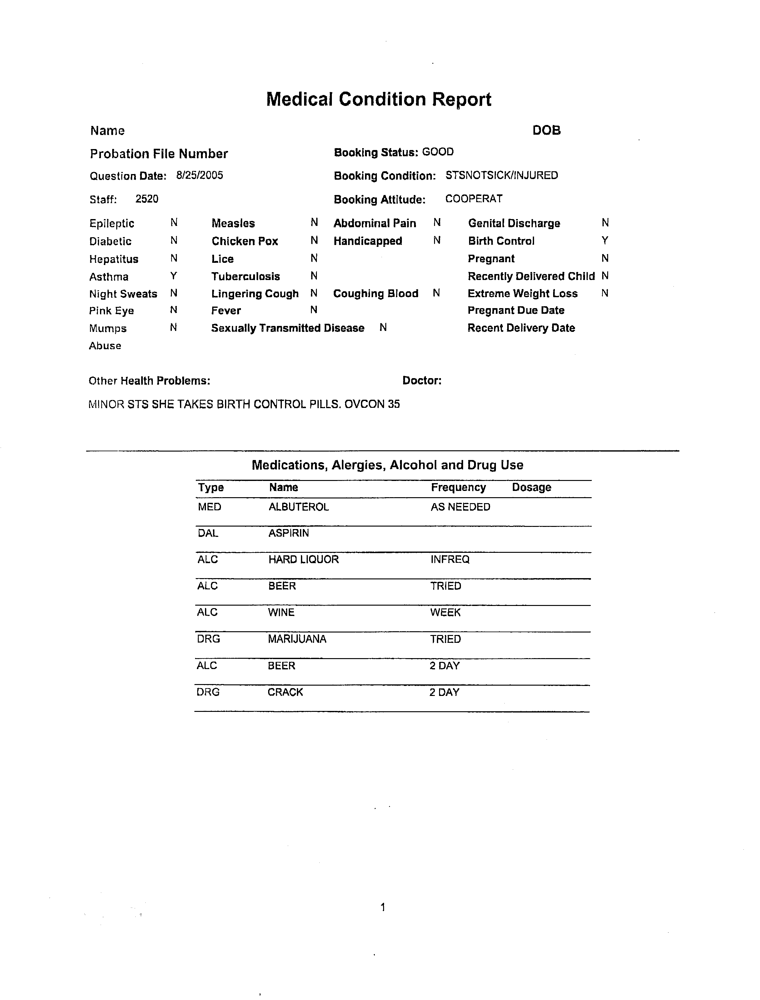 Medical Condition Report
Name DOB
Probation File Number Booking Status: GOOD
Question Date: 8/25/2005 Booking Condition: STSNOTSICK/INJURED
Staff: 2520 Booking Attitude: COOPERAT
Epileptic N Measles N Abdominal Pain N Genital Discharge N
Diabetic N Chicken Pox N Handicapped N Birth Control Y
Hepatitus N Lice N Pregnant N
Asthma Y Tuberculosis N Recently Delivered Child N
Night Sweats N Lingering Cough N Coughing Blood N Extreme Weight Loss N
Pink Eye N Fever N Pregnant Due Date
Mumps N Sexually Transmitted Disease N Recent Delivery Date
Abuse
Other Health Problems: Doctor:
MINOR STS SHE TAKES BIRTH CONTROL PILLS. OVCON 35
Medications, Alergies, Alcohol and Drug Use
Type Name Frequency Dosage
MED ALBUTEROL AS NEEDED
DAL ASPIRIN
ALC HARD LIQUOR INFREQ
ALC BEER TRIED
ALC WINE WEEK
DRG MARIJUANA TRIED
ALC BEER 2 DAY
DRG CRACK 2 DAY
1